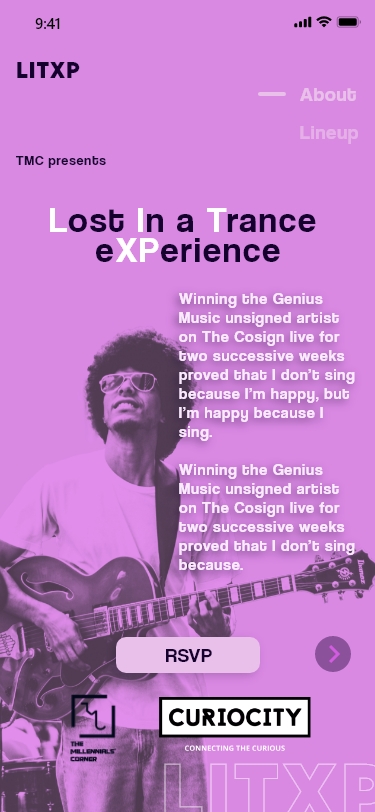 9:41
LITXP
About
Lineup
TMC presents
Lost In a Trance
eXPerience
Winning the Genius
Music unsigned artist
on The Cosign live for
two successive weeks
proved that I don't sing
because I'm happy, but
I'm happy because I
sing.
Winning the Genius
Music unsigned artist
on The Cosign live for
two successive weeks
proved that I don't sing
because.
Ibanez
RSVP
THE
MILLENNIALS'
CORNER
CURIOCITY
CONNECTING THE CURIOUS
LITXP